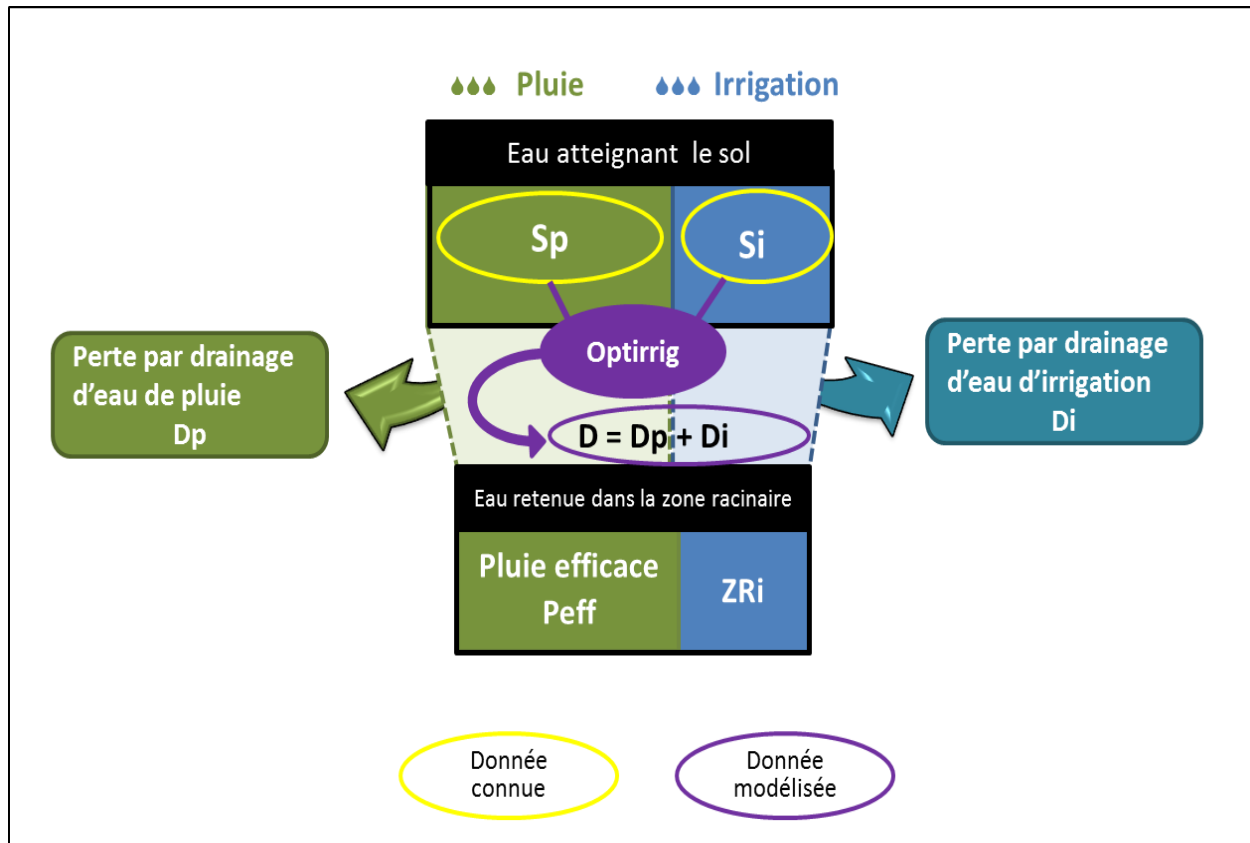 Pluie
Irrigation
Eau atteignant le sol
Sp
Si
Optirrig
Perte par drainage
d'eau de pluie
Dp
Perte par drainage
d'eau d'irrigation
Di
D = Dp + Di
Eau retenue dans la zone racinaire
Pluie efficace
Peff
ZRi
Donnée
connue
Donnée
modélisée